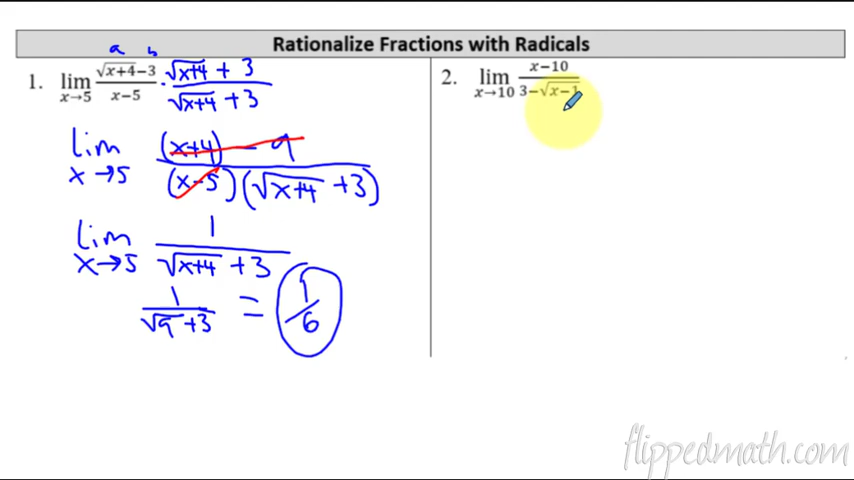 Rationalize Fractions with Radicals
a b
1. lim x→5 (√(x+4)−3)/(x−5) · (√(x+4) + 3)/(√(x+4) + 3)
lim x→5 ((x+4) − 9)/((x−5)(√(x+4) + 3))
lim x→5 1/(√(x+4) + 3)
1/(√9 + 3) = 1/6
2. lim x→10 (x−10)/(3−√(x−1))
flippedmath.com